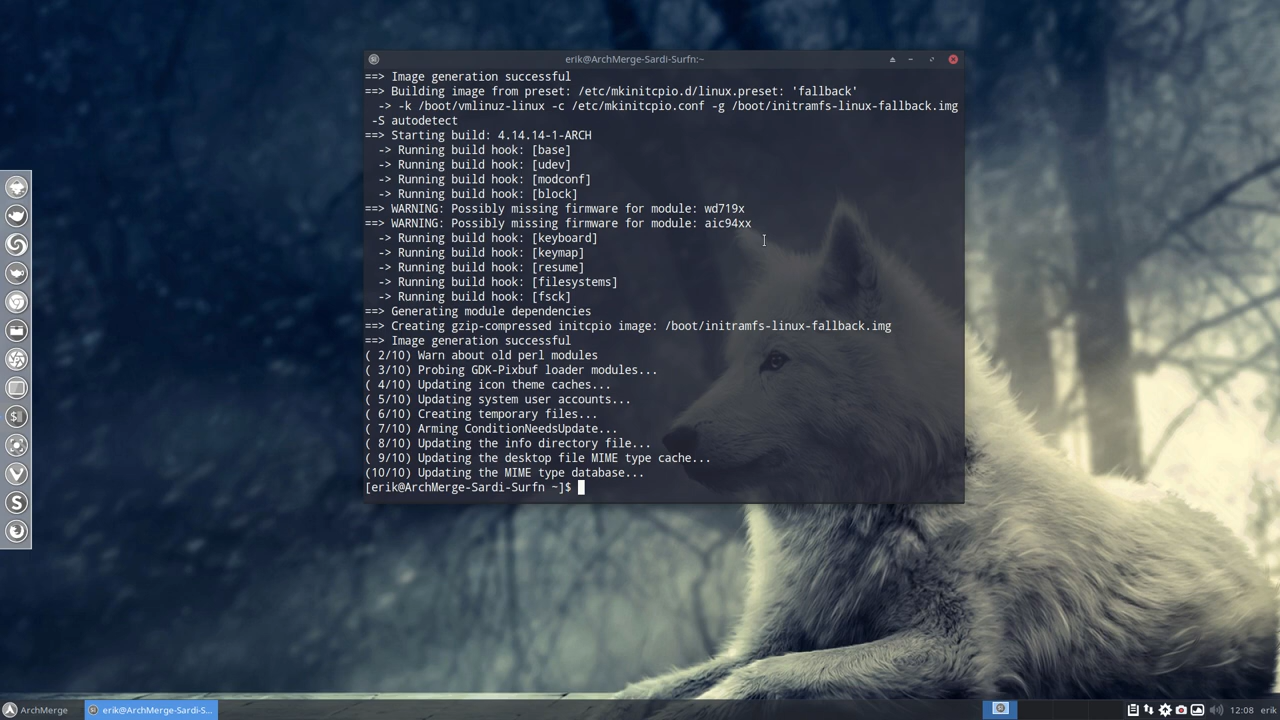 erik@ArchMerge-Sardi-Surfn:~
==> Image generation successful
==> Building image from preset: /etc/mkinitcpio.d/linux.preset: 'fallback'
  -> -k /boot/vmlinuz-linux -c /etc/mkinitcpio.conf -g /boot/initramfs-linux-fallback.img
 -S autodetect
==> Starting build: 4.14.14-1-ARCH
  -> Running build hook: [base]
  -> Running build hook: [udev]
  -> Running build hook: [modconf]
  -> Running build hook: [block]
==> WARNING: Possibly missing firmware for module: wd719x
==> WARNING: Possibly missing firmware for module: aic94xx
  -> Running build hook: [keyboard]
  -> Running build hook: [keymap]
  -> Running build hook: [resume]
  -> Running build hook: [filesystems]
  -> Running build hook: [fsck]
==> Generating module dependencies
==> Creating gzip-compressed initcpio image: /boot/initramfs-linux-fallback.img
==> Image generation successful
( 2/10) Warn about old perl modules
( 3/10) Probing GDK-Pixbuf loader modules...
( 4/10) Updating icon theme caches...
( 5/10) Updating system user accounts...
( 6/10) Creating temporary files...
( 7/10) Arming ConditionNeedsUpdate...
( 8/10) Updating the info directory file...
( 9/10) Updating the desktop file MIME type cache...
(10/10) Updating the MIME type database...
[erik@ArchMerge-Sardi-Surfn ~]$
ArchMerge erik@ArchMerge-Sardi-S... 12:08 erik